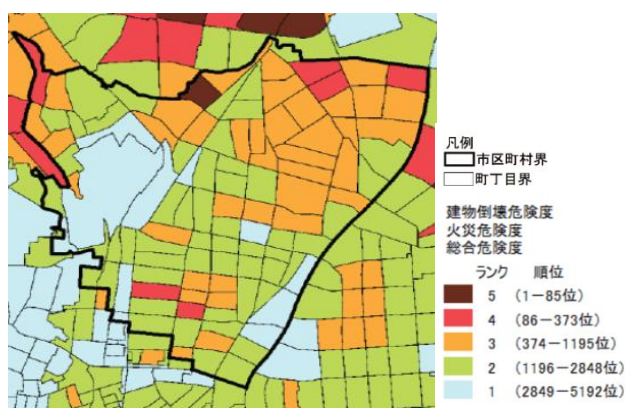 凡例
市区町村界
町丁目界
建物倒壊危険度
火災危険度
総合危険度
ランク 順位
5 (1-85位)
4 (86-373位)
3 (374-1195位)
2 (1196-2848位)
1 (2849-5192位)